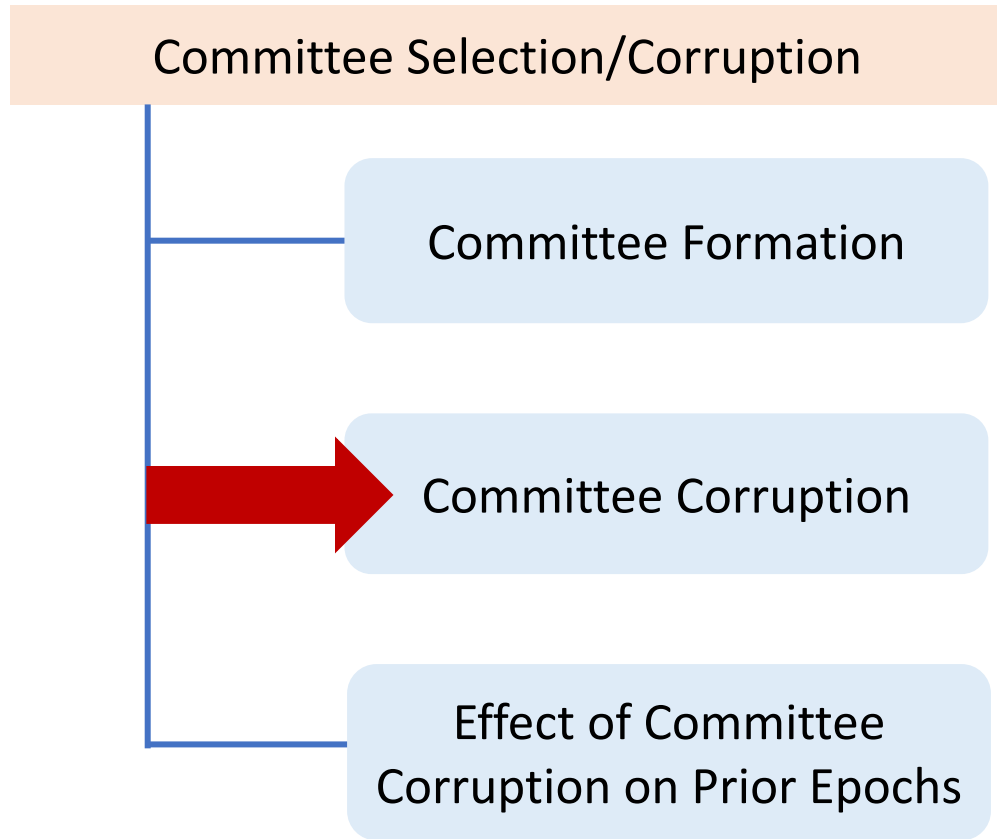 Committee Selection/Corruption
Committee Formation
Committee Corruption
Effect of Committee
Corruption on Prior Epochs